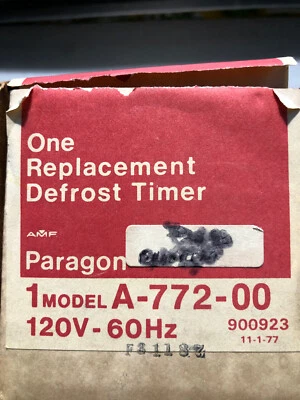 One
Replacement
Defrost Timer
AMF
Paragon
1 MODEL A-772-00
120V-60Hz 900923
11-1-77